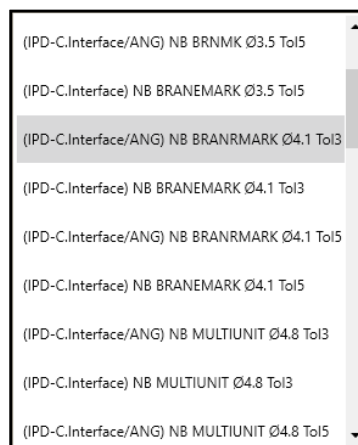 (IPD-C.Interface/ANG) NB BRNMK Ø3.5 Tol5
(IPD-C.Interface) NB BRANEMARK Ø3.5 Tol5
(IPD-C.Interface/ANG) NB BRANRMARK Ø4.1 Tol3
(IPD-C.Interface) NB BRANEMARK Ø4.1 Tol3
(IPD-C.Interface/ANG) NB BRANRMARK Ø4.1 Tol5
(IPD-C.Interface) NB BRANEMARK Ø4.1 Tol5
(IPD-C.Interface/ANG) NB MULTIUNIT Ø4.8 Tol3
(IPD-C.Interface) NB MULTIUNIT Ø4.8 Tol3
(IPD-C.Interface/ANG) NB MULTIUNIT Ø4.8 Tol5